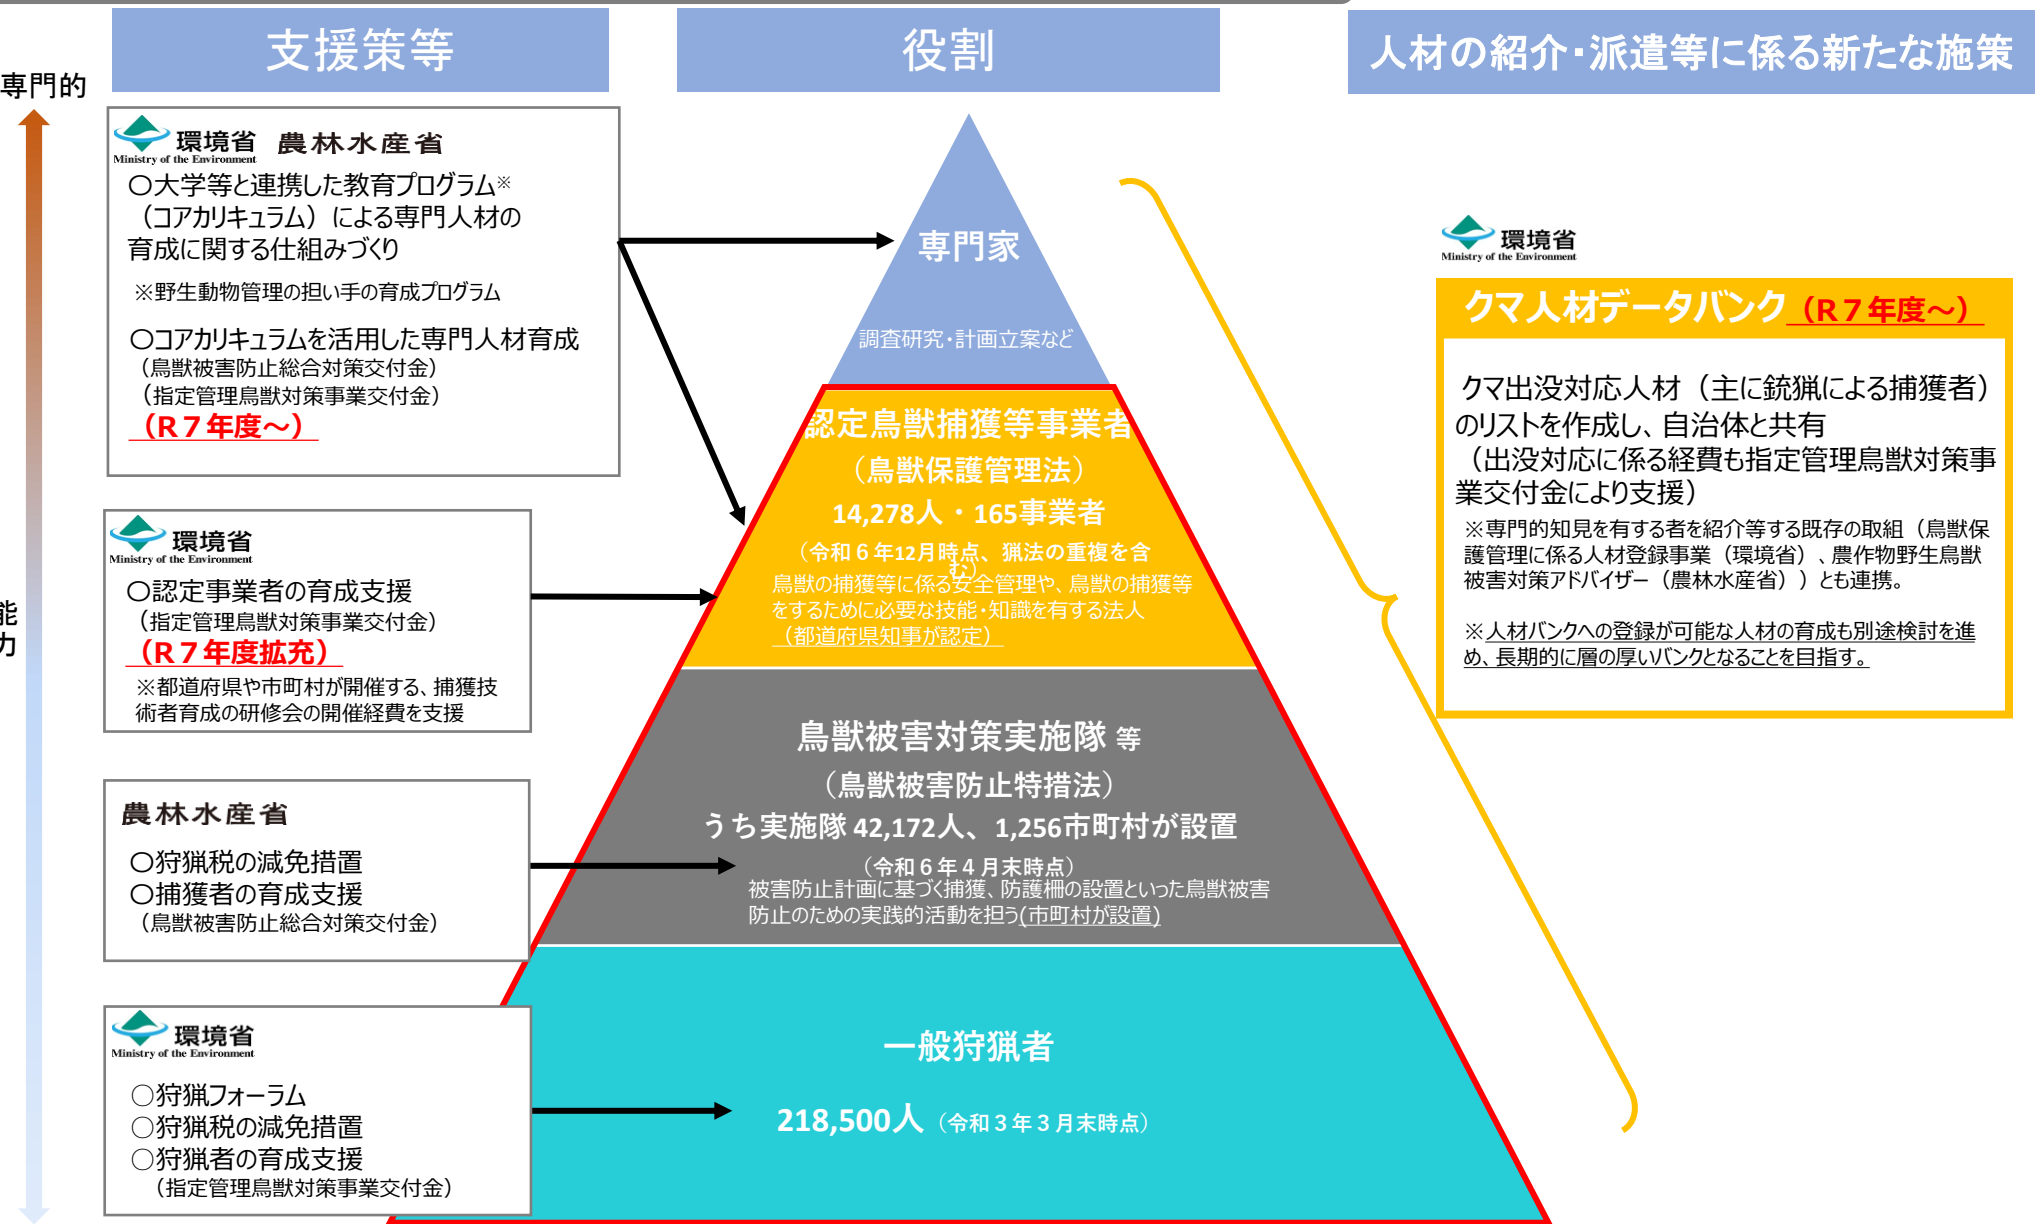 支援策等
役割
人材の紹介・派遣等に係る新たな施策
専門的
能
力
環境省 農林水産省
Ministry of the Environment
〇大学等と連携した教育プログラム※
（コアカリキュラム）による専門人材の
育成に関する仕組みづくり
※野生動物管理の担い手の育成プログラム
〇コアカリキュラムを活用した専門人材育成
（鳥獣被害防止総合対策交付金）
（指定管理鳥獣対策事業交付金）
（R７年度～）
環境省
Ministry of the Environment
〇認定事業者の育成支援
（指定管理鳥獣対策事業交付金）
（R７年度拡充）
※都道府県や市町村が開催する、捕獲技
術者育成の研修会の開催経費を支援
農林水産省
〇狩猟税の減免措置
〇捕獲者の育成支援
（鳥獣被害防止総合対策交付金）
環境省
Ministry of the Environment
○狩猟フォーラム
○狩猟税の減免措置
○狩猟者の育成支援
（指定管理鳥獣対策事業交付金）
専門家
調査研究・計画立案など
認定鳥獣捕獲等事業者
（鳥獣保護管理法）
14,278人・165事業者
（令和６年12月時点、猟法の重複を含
む）
鳥獣の捕獲等に係る安全管理や、鳥獣の捕獲等
をするために必要な技能・知識を有する法人
（都道府県知事が認定）
鳥獣被害対策実施隊 等
（鳥獣被害防止特措法）
うち実施隊 42,172人、1,256市町村が設置
（令和６年４月末時点）
被害防止計画に基づく捕獲、防護柵の設置といった鳥獣被害
防止のための実践的活動を担う(市町村が設置)
一般狩猟者
218,500人（令和３年３月末時点）
環境省
Ministry of the Environment
クマ人材データバンク（R７年度～）
クマ出没対応人材（主に銃猟による捕獲者）
のリストを作成し、自治体と共有
（出没対応に係る経費も指定管理鳥獣対策事
業交付金により支援）
※専門的知見を有する者を紹介等する既存の取組（鳥獣保
護管理に係る人材登録事業（環境省）、農作物野生鳥獣
被害対策アドバイザー（農林水産省））とも連携。
※人材バンクへの登録が可能な人材の育成も別途検討を進
め、長期的に層の厚いバンクとなることを目指す。